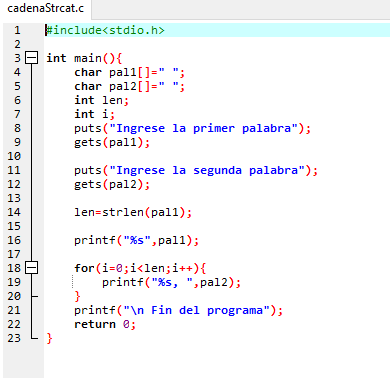 cadenaStrcat.c
1 #include<stdio.h>
2
3 int main(){
4 char pal1[]=" ";
5 char pal2[]=" ";
6 int len;
7 int i;
8 puts("Ingrese la primer palabra");
9 gets(pal1);
10
11 puts("Ingrese la segunda palabra");
12 gets(pal2);
13
14 len=strlen(pal1);
15
16 printf("%s",pal1);
17
18 for(i=0;i<len;i++){
19 printf("%s, ",pal2);
20 }
21 printf("\n Fin del programa");
22 return 0;
23 }